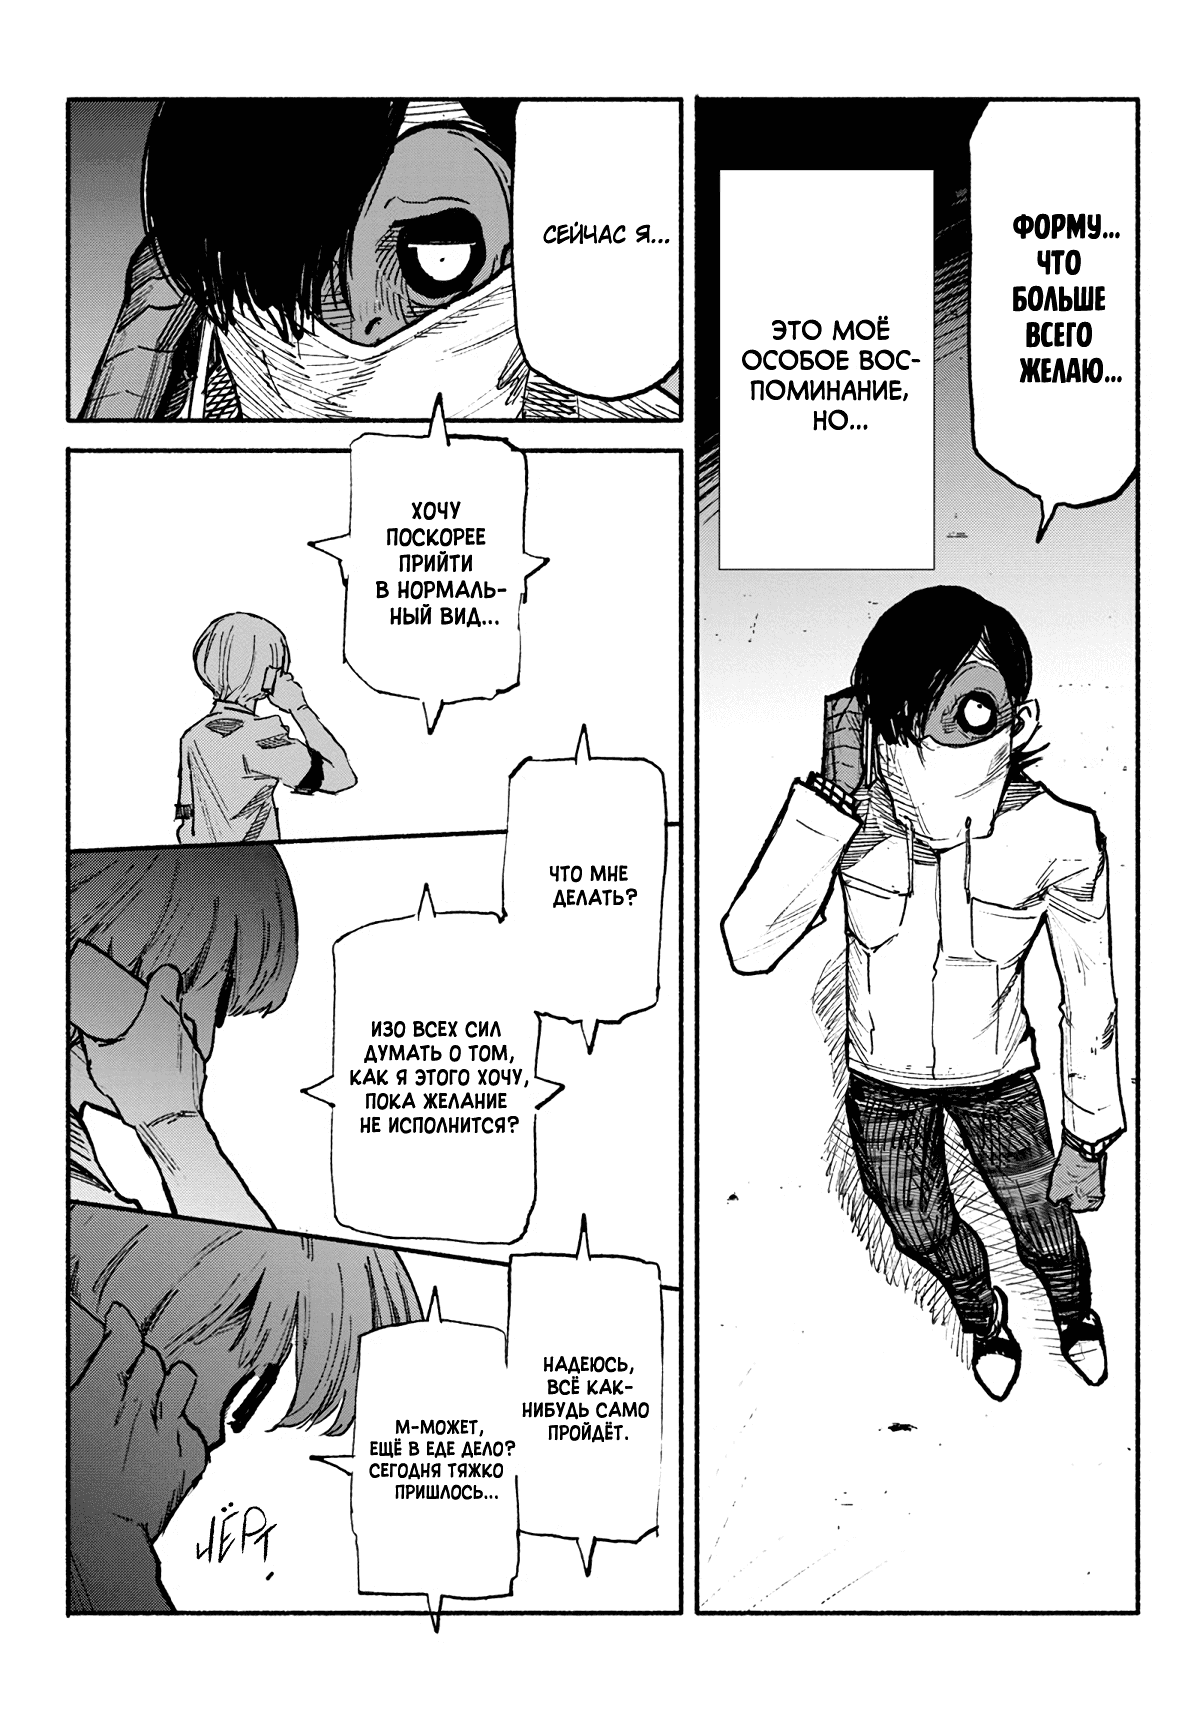 ФОРМУ...
ЧТО
БОЛЬШЕ
ВСЕГО
ЖЕЛАЮ...
ЭТО МОЁ
ОСОБОЕ ВОС-
ПОМИНАНИЕ,
НО...
СЕЙЧАС Я...
ХОЧУ
ПОСКОРЕЕ
ПРИЙТИ
В НОРМАЛЬ-
НЫЙ ВИД...
ЧТО МНЕ
ДЕЛАТЬ?
ИЗО ВСЕХ СИЛ
ДУМАТЬ О ТОМ,
КАК Я ЭТОГО ХОЧУ,
ПОКА ЖЕЛАНИЕ
НЕ ИСПОЛНИТСЯ?
НАДЕЮСЬ,
ВСЁ КАК-
НИБУДЬ САМО
ПРОЙДЁТ.
М-МОЖЕТ,
ЕЩЁ В ЕДЕ ДЕЛО?
СЕГОДНЯ ТЯЖКО
ПРИШЛОСЬ...
ЧЁРТ.